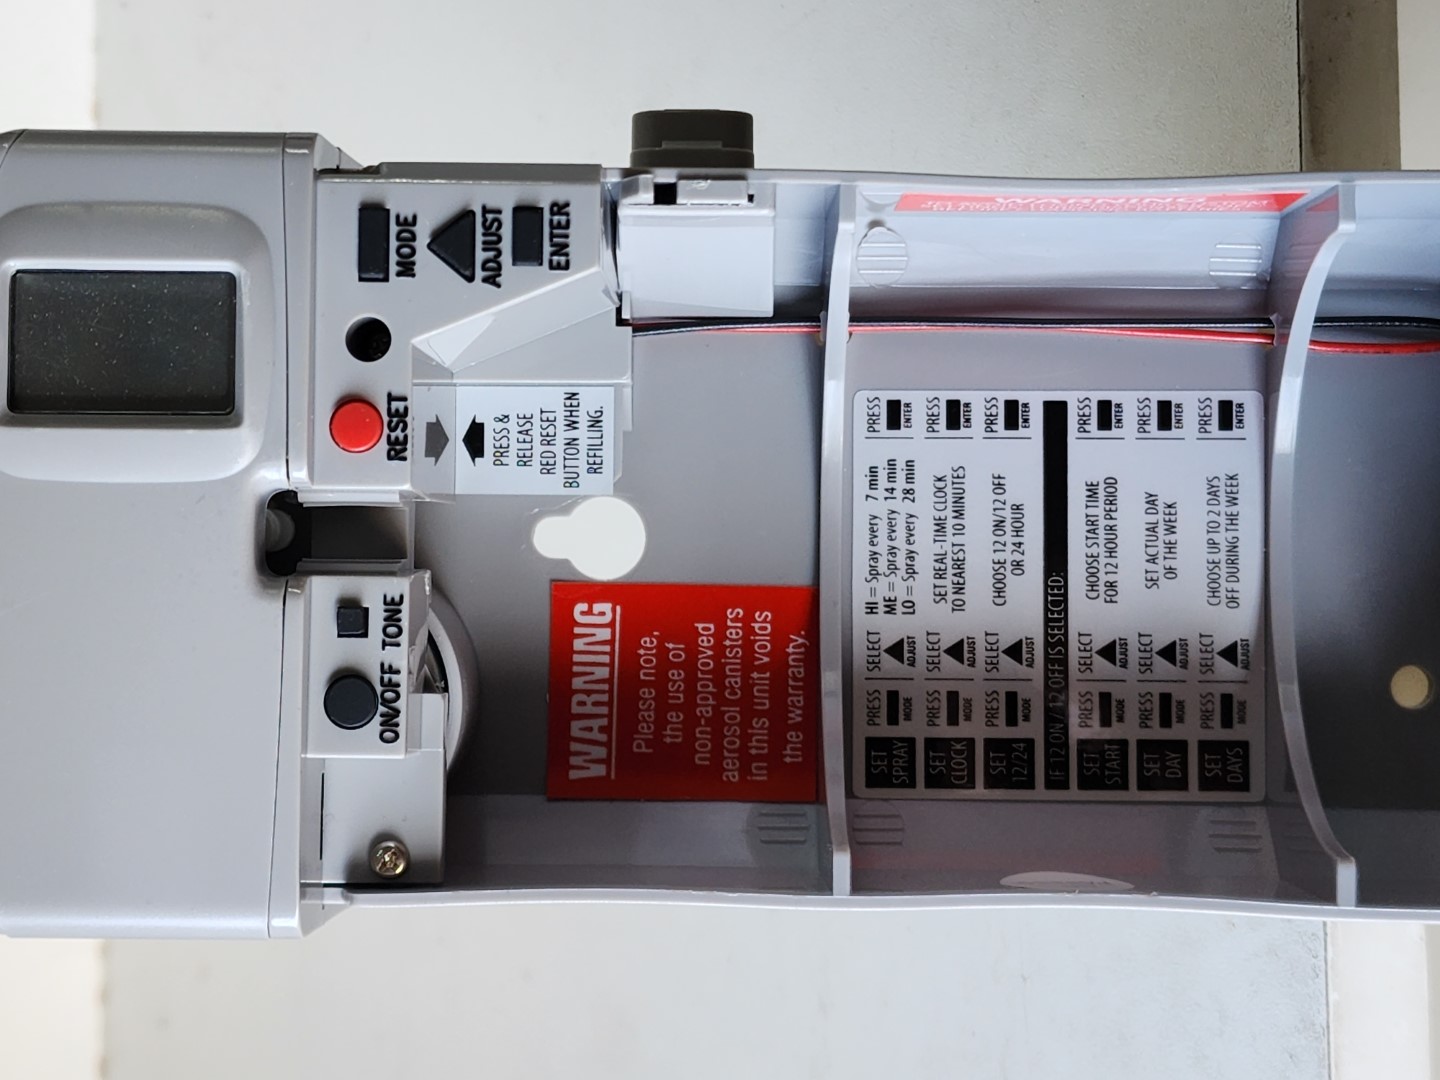 ON/OFF TONE
RESET
MODE
ADJUST
ENTER
PRESS &
RELEASE
RED RESET
BUTTON WHEN
REFILLING.
WARNING
Please note,
the use of
non-approved
aerosol canisters
in this unit voids
the warranty.
SET
SPRAY
PRESS
MODE
SELECT
ADJUST
HI = Spray every 7 min
ME = Spray every 14 min
LO = Spray every 28 min
PRESS
ENTER
SET
CLOCK
PRESS
MODE
SELECT
ADJUST
SET REAL-TIME CLOCK
TO NEAREST 10 MINUTES
PRESS
ENTER
SET
12/24
PRESS
MODE
SELECT
ADJUST
CHOOSE 12 ON/12 OFF
OR 24 HOUR
PRESS
ENTER
IF 12 ON / 12 OFF IS SELECTED:
SET
START
PRESS
MODE
SELECT
ADJUST
CHOOSE START TIME
FOR 12 HOUR PERIOD
PRESS
ENTER
SET
DAY
PRESS
MODE
SELECT
ADJUST
SET ACTUAL DAY
OF THE WEEK
PRESS
ENTER
SET
DAYS
PRESS
MODE
SELECT
ADJUST
CHOOSE UP TO 2 DAYS
OFF DURING THE WEEK
PRESS
ENTER